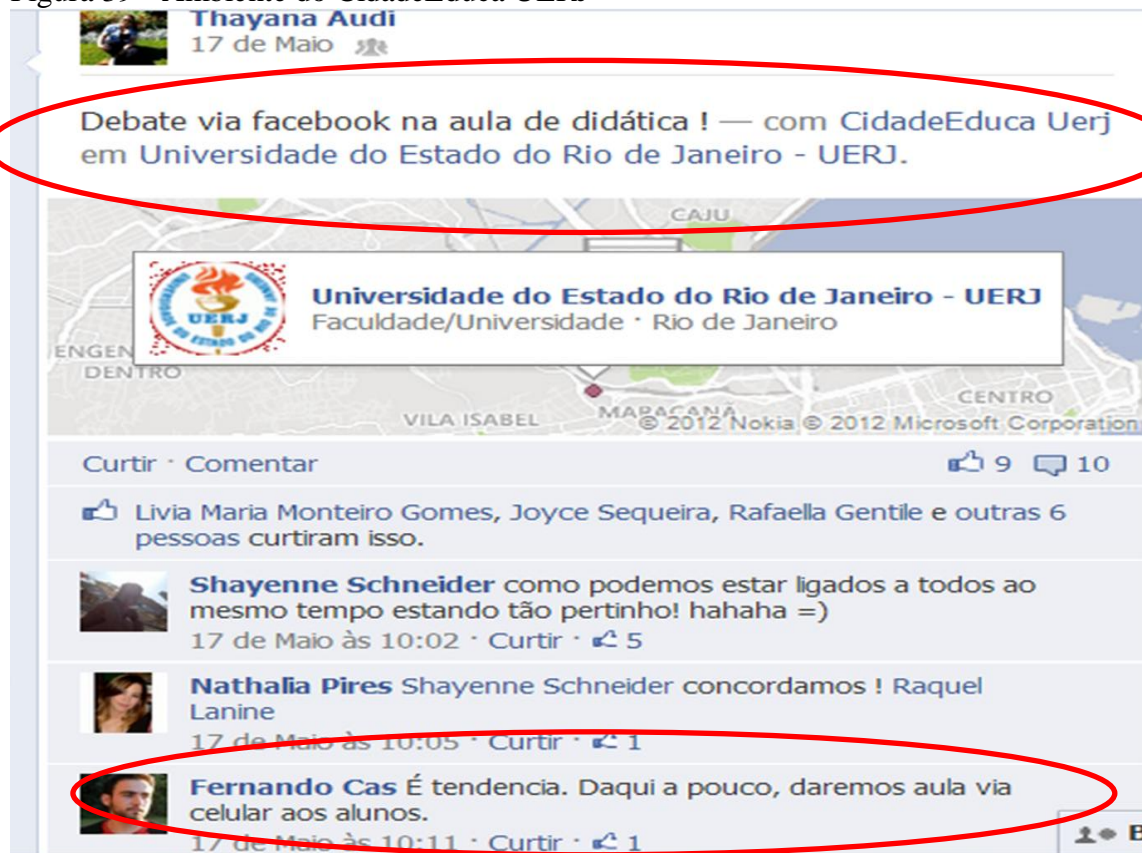 Thayana Audi
17 de Maio
Debate via facebook na aula de didática ! — com CidadeEduca Uerj
em Universidade do Estado do Rio de Janeiro - UERJ.
CAJU
Universidade do Estado do Rio de Janeiro - UERJ
Faculdade/Universidade · Rio de Janeiro
UERJ
ENGEN
DENTRO
CENTRO
VILA ISABEL
MARACANÃ
© 2012 Nokia © 2012 Microsoft Corporation
Curtir · Comentar
9 10
Livia Maria Monteiro Gomes, Joyce Sequeira, Rafaella Gentile e outras 6
pessoas curtiram isso.
Shayenne Schneider como podemos estar ligados a todos ao
mesmo tempo estando tão pertinho! hahaha =)
17 de Maio às 10:02 · Curtir · 5
Nathalia Pires Shayenne Schneider concordamos ! Raquel
Lanine
17 de Maio às 10:05 · Curtir · 1
Fernando Cas É tendencia. Daqui a pouco, daremos aula via
celular aos alunos.
17 de Maio às 10:11 · Curtir · 1
B